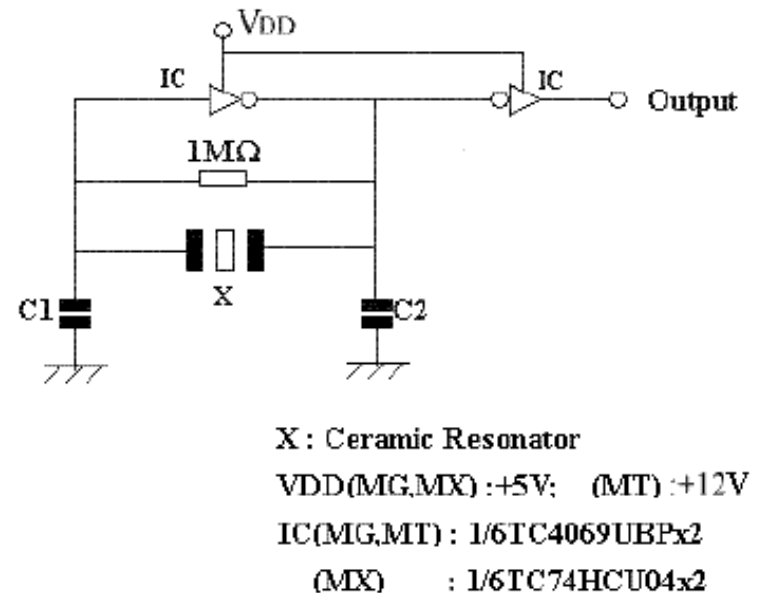 VDD
IC
IC
Output
1MΩ
X
C1
C2
X : Ceramic Resonator
VDD(MG,MX) :+5V; (MT) :+12V
IC(MG,MT) : 1/6TC4069UBPx2
(MX) : 1/6TC74HCU04x2